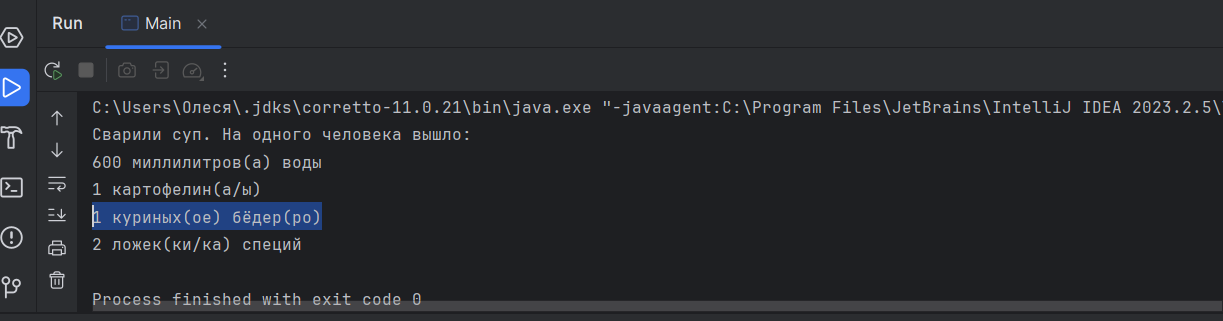 Run
Main
C:\Users\Олеся\.jdks\corretto-11.0.21\bin\java.exe "-javaagent:C:\Program Files\JetBrains\IntelliJ IDEA 2023.2.5\
Сварили суп. На одного человека вышло:
600 миллилитров(а) воды
1 картофелин(а/ы)
1 куриных(ое) бёдер(ро)
2 ложек(ки/ка) специй
Process finished with exit code 0